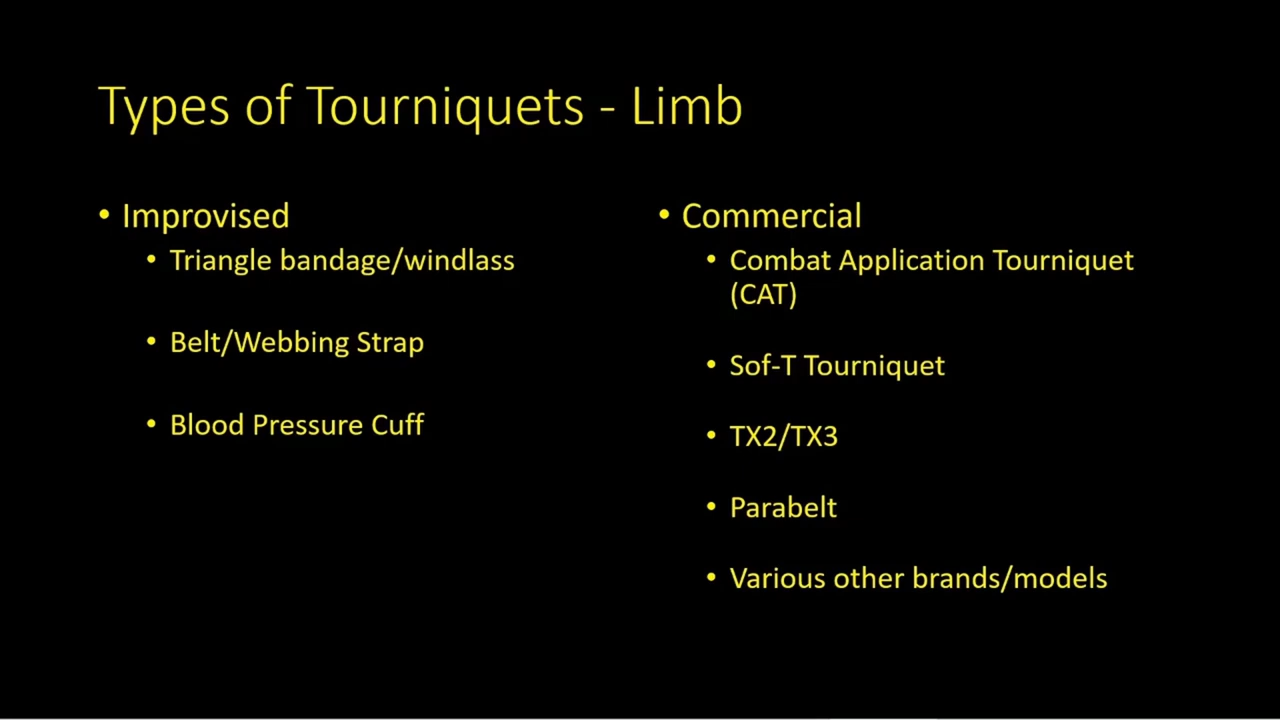 Types of Tourniquets - Limb
• Improvised
• Triangle bandage/windlass
• Belt/Webbing Strap
• Blood Pressure Cuff
• Commercial
• Combat Application Tourniquet
(CAT)
• Sof-T Tourniquet
• TX2/TX3
• Parabelt
• Various other brands/models